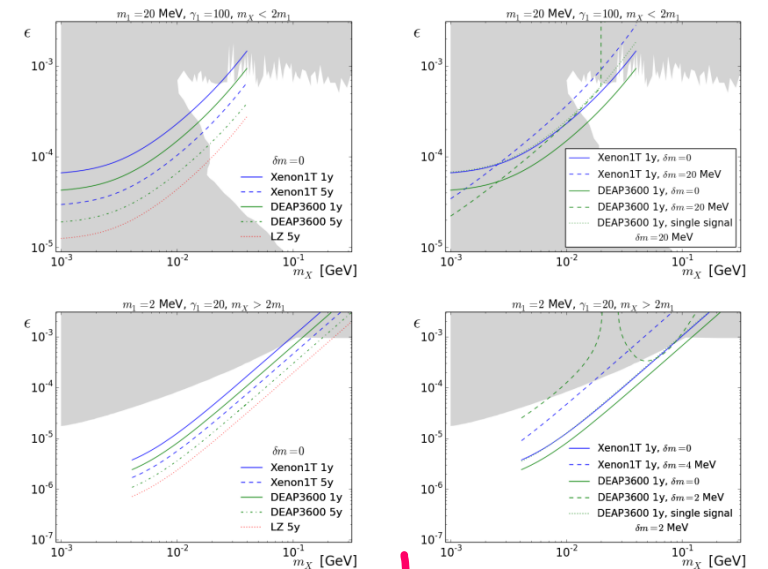 m₁ =20 MeV, γ₁ =100, m_X < 2m₁
ϵ
10⁻³
10⁻⁴
10⁻⁵
δm=0
Xenon1T 1y
Xenon1T 5y
DEAP3600 1y
DEAP3600 5y
LZ 5y
10⁻³ 10⁻² 10⁻¹
m_X [GeV]
m₁ =20 MeV, γ₁ =100, m_X < 2m₁
ϵ
10⁻³
10⁻⁴
10⁻⁵
Xenon1T 1y, δm=0
Xenon1T 1y, δm=20 MeV
DEAP3600 1y, δm=0
DEAP3600 1y, δm=20 MeV
DEAP3600 1y, single signal
δm=20 MeV
10⁻³ 10⁻² 10⁻¹
m_X [GeV]
m₁ =2 MeV, γ₁ =20, m_X > 2m₁
ϵ
10⁻³
10⁻⁴
10⁻⁵
10⁻⁶
10⁻⁷
δm=0
Xenon1T 1y
Xenon1T 5y
DEAP3600 1y
DEAP3600 5y
LZ 5y
10⁻³ 10⁻² 10⁻¹
m_X [GeV]
m₁ =2 MeV, γ₁ =20, m_X > 2m₁
ϵ
10⁻³
10⁻⁴
10⁻⁵
10⁻⁶
10⁻⁷
Xenon1T 1y, δm=0
Xenon1T 1y, δm=4 MeV
DEAP3600 1y, δm=0
DEAP3600 1y, δm=2 MeV
DEAP3600 1y, single signal
δm=2 MeV
10⁻³ 10⁻² 10⁻¹
m_X [GeV]